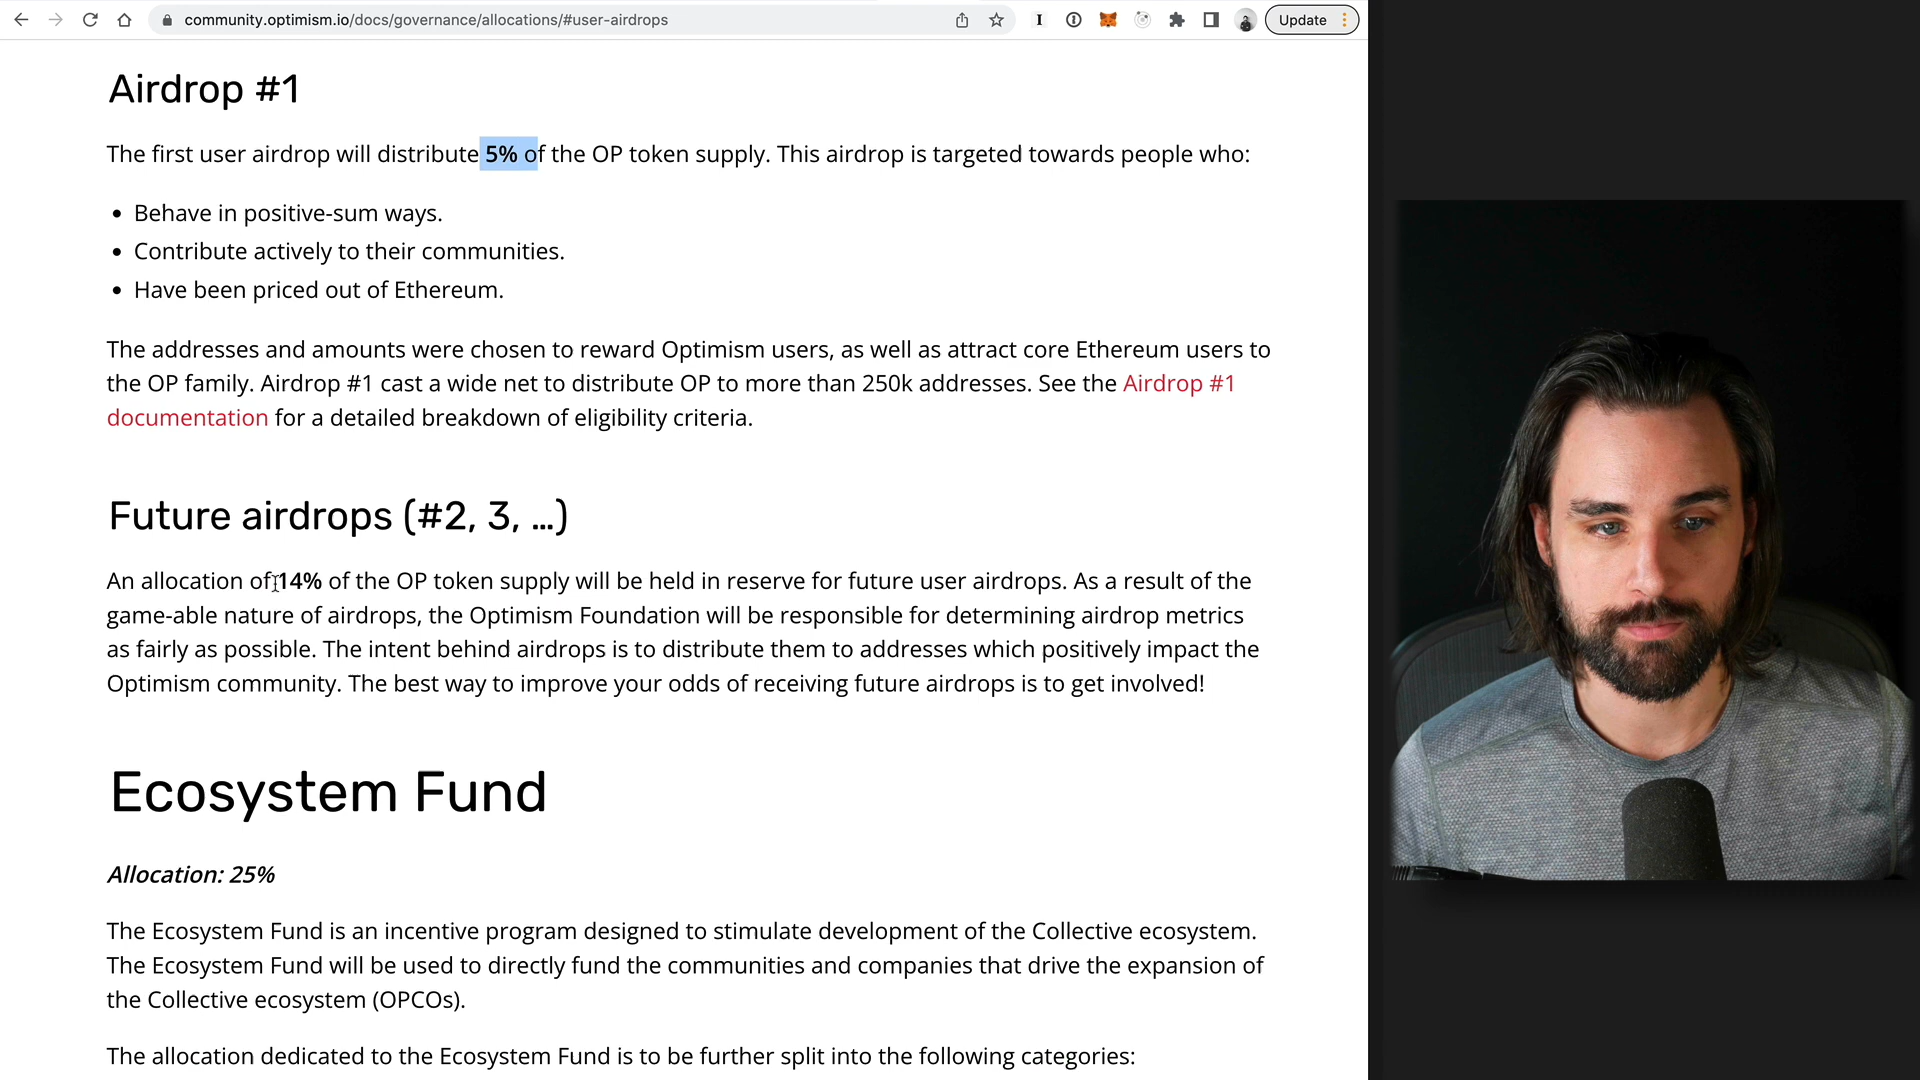 community.optimism.io/docs/governance/allocations/#user-airdrops
Update
Airdrop #1
The first user airdrop will distribute 5% of the OP token supply. This airdrop is targeted towards people who:
• Behave in positive-sum ways.
• Contribute actively to their communities.
• Have been priced out of Ethereum.
The addresses and amounts were chosen to reward Optimism users, as well as attract core Ethereum users to
the OP family. Airdrop #1 cast a wide net to distribute OP to more than 250k addresses. See the Airdrop #1
documentation for a detailed breakdown of eligibility criteria.
Future airdrops (#2, 3, ...)
An allocation of 14% of the OP token supply will be held in reserve for future user airdrops. As a result of the
game-able nature of airdrops, the Optimism Foundation will be responsible for determining airdrop metrics
as fairly as possible. The intent behind airdrops is to distribute them to addresses which positively impact the
Optimism community. The best way to improve your odds of receiving future airdrops is to get involved!
Ecosystem Fund
Allocation: 25%
The Ecosystem Fund is an incentive program designed to stimulate development of the Collective ecosystem.
The Ecosystem Fund will be used to directly fund the communities and companies that drive the expansion of
the Collective ecosystem (OPCOs).
The allocation dedicated to the Ecosystem Fund is to be further split into the following categories: